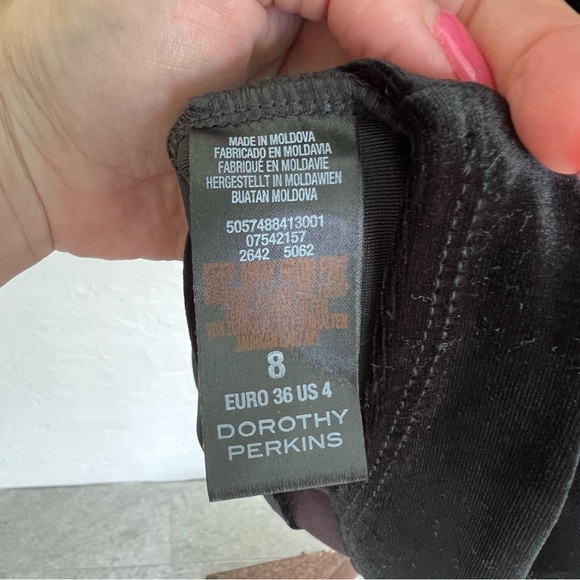 MADE IN MOLDOVA
FABRICADO EN MOLDAVIA
FABRIQUÉ EN MOLDAVIE
HERGESTELLT IN MOLDAWIEN
BUATAN MOLDOVA
5057488413001
07542157
2642 5062
8
EURO 36 US 4
DOROTHY
PERKINS